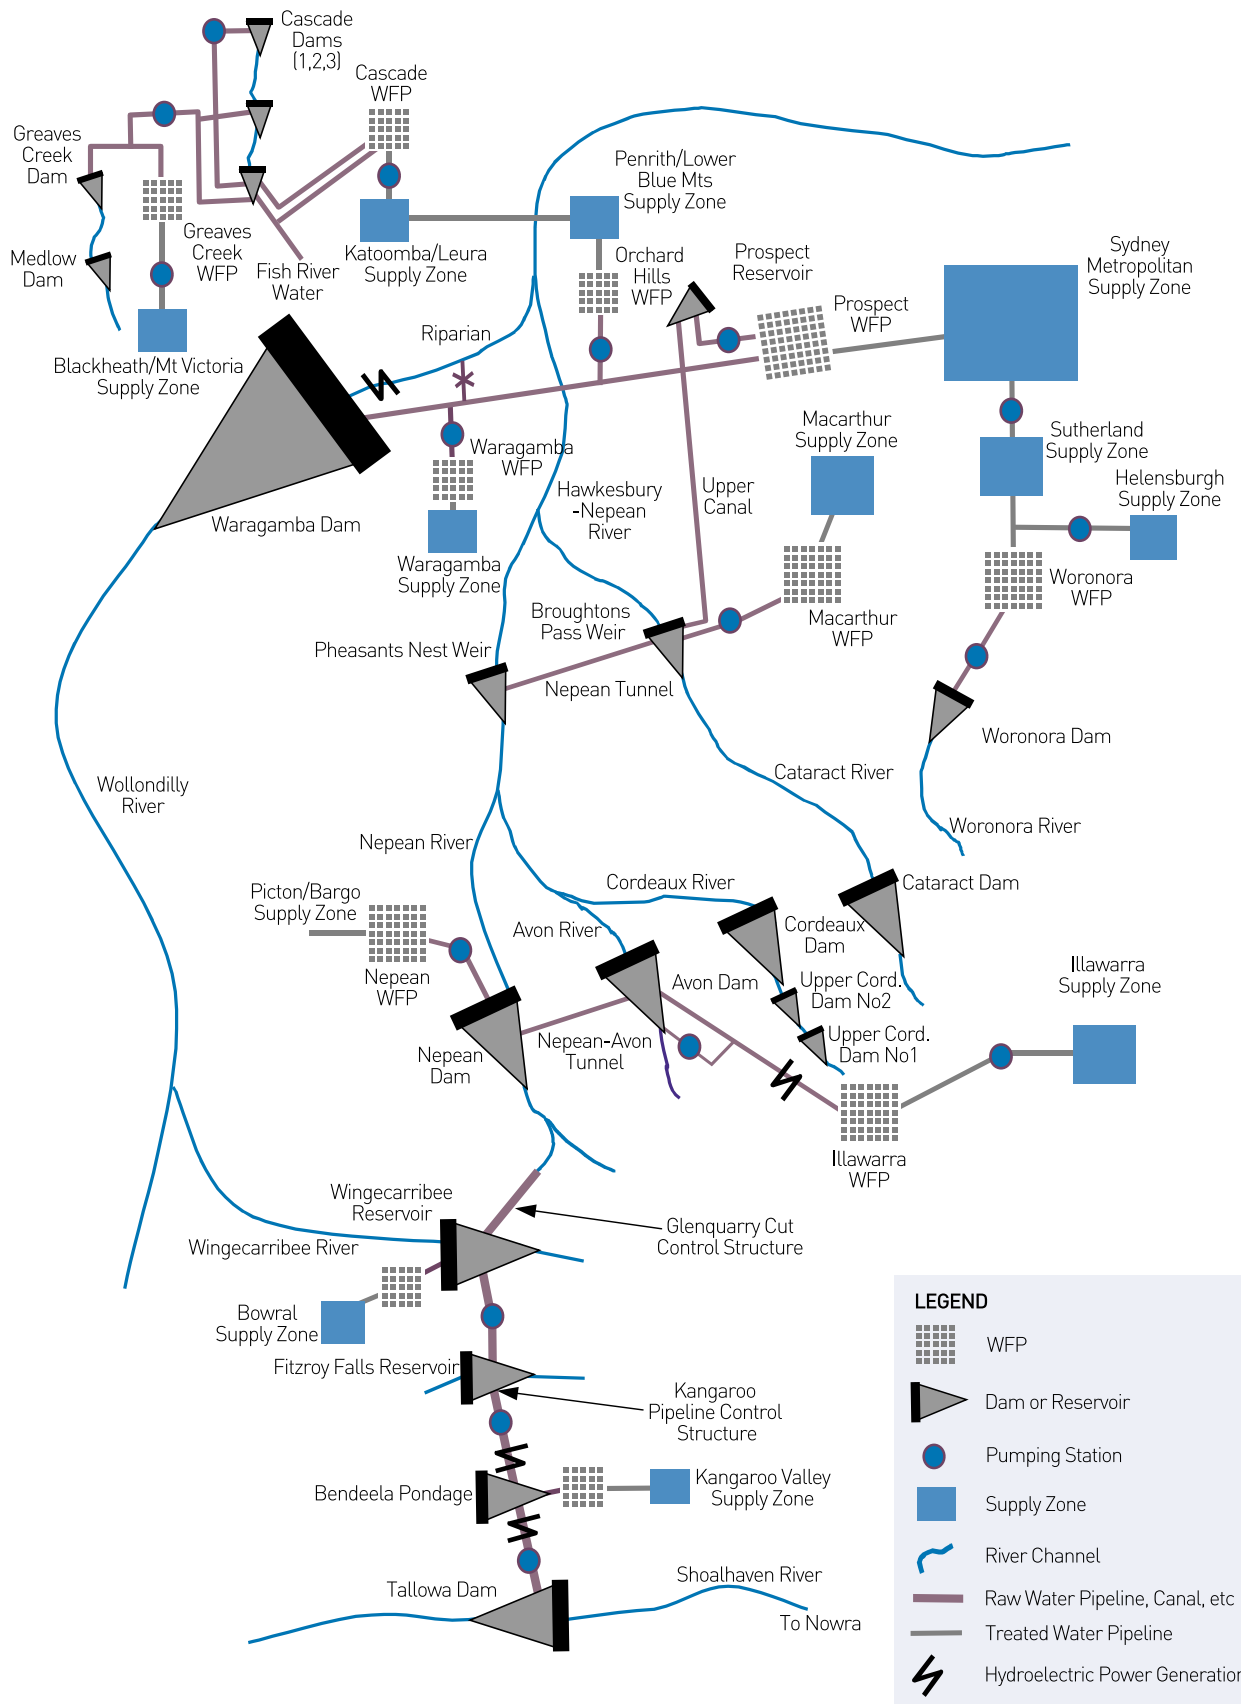 Cascade
Dams
(1,2,3)
Cascade
WFP
Greaves
Creek
Dam
Penrith/Lower
Blue Mts
Supply Zone
Medlow
Dam
Greaves
Creek
WFP
Fish River
Water
Katoomba/Leura
Supply Zone
Orchard
Hills
WFP
Prospect
Reservoir
Prospect
WFP
Sydney
Metropolitan
Supply Zone
Riparian
Blackheath/Mt Victoria
Supply Zone
Waragamba
WFP
Macarthur
Supply Zone
Sutherland
Supply Zone
Helensburgh
Supply Zone
Waragamba Dam
Hawkesbury
-Nepean
River
Upper
Canal
Waragamba
Supply Zone
Woronora
WFP
Broughtons
Pass Weir
Macarthur
WFP
Pheasants Nest Weir
Nepean Tunnel
Woronora Dam
Wollondilly
River
Cataract River
Woronora River
Nepean River
Picton/Bargo
Supply Zone
Cordeaux River
Cataract Dam
Avon River
Cordeaux
Dam
Nepean
WFP
Avon Dam
Upper Cord.
Dam No2
Illawarra
Supply Zone
Nepean
Dam
Nepean-Avon
Tunnel
Upper Cord.
Dam No1
Illawarra
WFP
Wingecarribee
Reservoir
Glenquarry Cut
Control Structure
Wingecarribee River
Bowral
Supply Zone
Fitzroy Falls Reservoir
Kangaroo
Pipeline Control
Structure
Bendeela Pondage
Kangaroo Valley
Supply Zone
Tallowa Dam
Shoalhaven River
To Nowra
LEGEND
WFP
Dam or Reservoir
Pumping Station
Supply Zone
River Channel
Raw Water Pipeline, Canal, etc
Treated Water Pipeline
Hydroelectric Power Generation